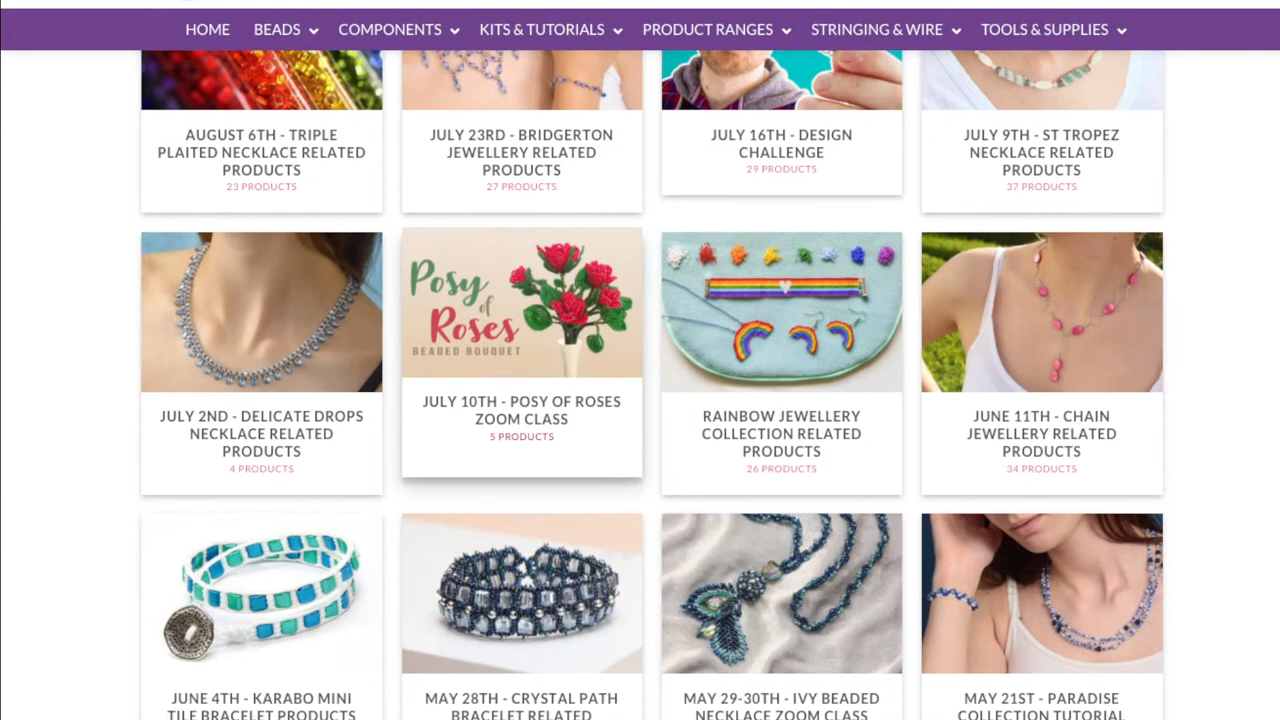 HOME BEADS COMPONENTS KITS & TUTORIALS PRODUCT RANGES STRINGING & WIRE TOOLS & SUPPLIES
AUGUST 6TH - TRIPLE
PLAITED NECKLACE RELATED
PRODUCTS
23 PRODUCTS
JULY 23RD - BRIDGERTON
JEWELLERY RELATED
PRODUCTS
27 PRODUCTS
JULY 16TH - DESIGN
CHALLENGE
29 PRODUCTS
JULY 9TH - ST TROPEZ
NECKLACE RELATED
PRODUCTS
37 PRODUCTS
JULY 2ND - DELICATE DROPS
NECKLACE RELATED
PRODUCTS
4 PRODUCTS
Posy
of
Roses
BEADED BOUQUET
JULY 10TH - POSY OF ROSES
ZOOM CLASS
5 PRODUCTS
RAINBOW JEWELLERY
COLLECTION RELATED
PRODUCTS
26 PRODUCTS
JUNE 11TH - CHAIN
JEWELLERY RELATED
PRODUCTS
34 PRODUCTS
JUNE 4TH - KARABO MINI
TILE BRACELET PRODUCTS
MAY 28TH - CRYSTAL PATH
BRACELET RELATED
MAY 29-30TH - IVY BEADED
NECKLACE ZOOM CLASS
MAY 21ST - PARADISE
COLLECTION TUTORIAL